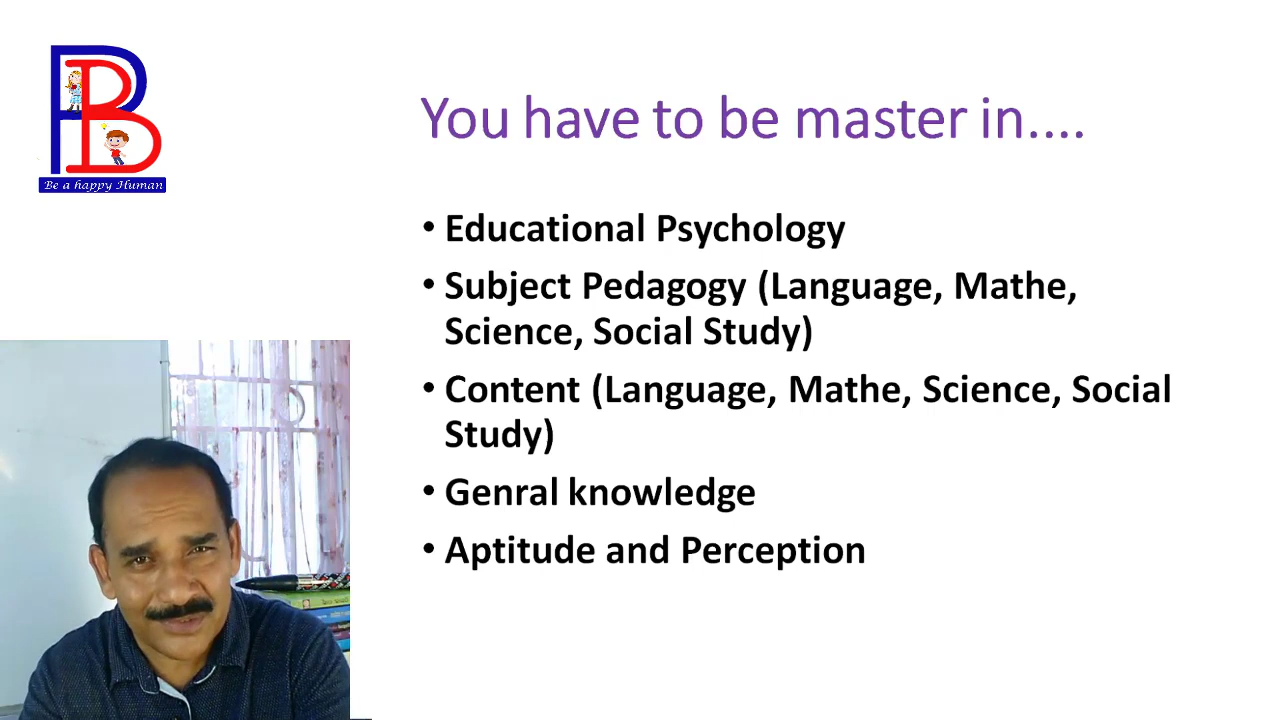 PB
Be a happy Human
You have to be master in....
• Educational Psychology
• Subject Pedagogy (Language, Mathe,
Science, Social Study)
• Content (Language, Mathe, Science, Social
Study)
• Genral knowledge
• Aptitude and Perception